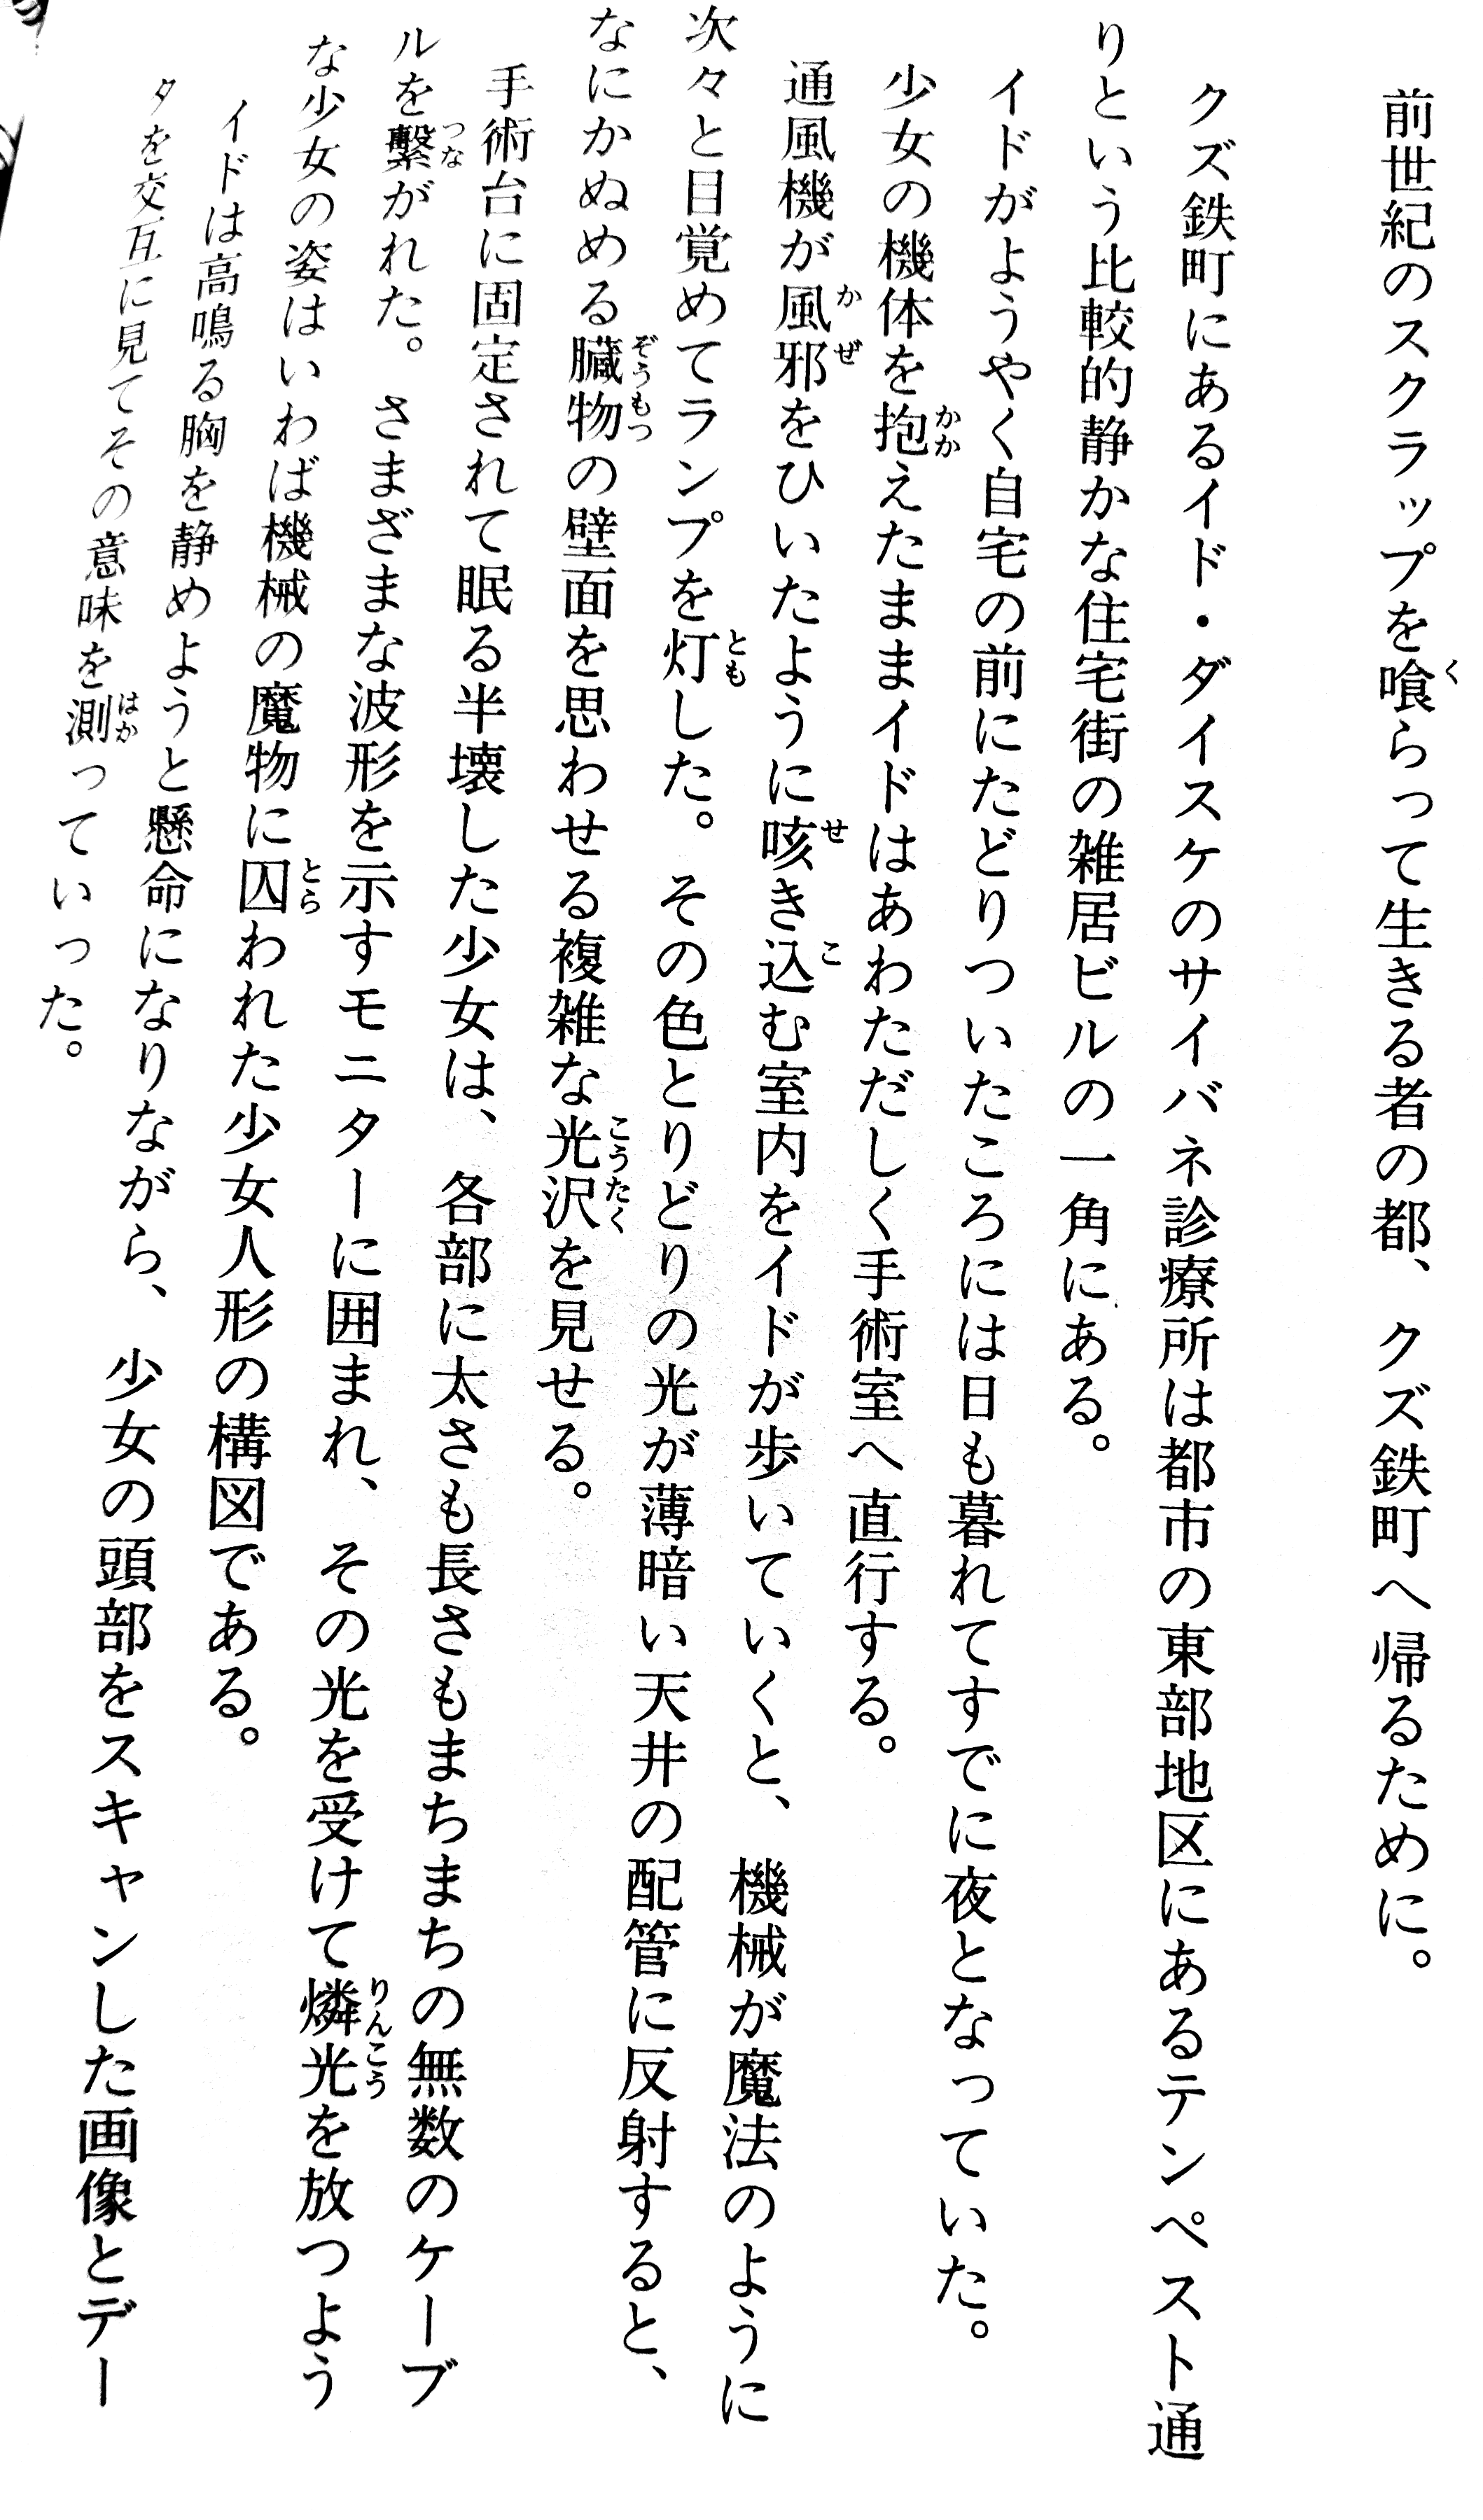 前世紀のスクラップを喰らって生きる者の都、クズ鉄町へ帰るために。
クズ鉄町にあるイド・ダイスケのサイバネ診療所は都市の東部地区にあるテンペスト通
りという比較的静かな住宅街の雑居ビルの一角にある。
イドがようやく自宅の前にたどりついたころには日も暮れてすでに夜となっていた。
少女の機体を抱えたままイドはあわただしく手術室へ直行する。
通風機が風邪をひいたように咳き込む室内をイドが歩いていくと、機械が魔法のように
次々と目覚めてランプを灯した。その色とりどりの光が薄暗い天井の配管に反射すると、
なにかぬめる臓物の壁面を思わせる複雑な光沢を見せる。
手術台に固定されて眠る半壊した少女は、各部に太さも長さもまちまちの無数のケーブ
ルを繋がれた。さまざまな波形を示すモニターに囲まれ、その光を受けて燐光を放つよう
な少女の姿はいわば機械の魔物に囚われた少女人形の構図である。
イドは高鳴る胸を静めようと懸命になりながら、少女の頭部をスキャンした画像とデー
タを交互に見てその意味を測っていった。